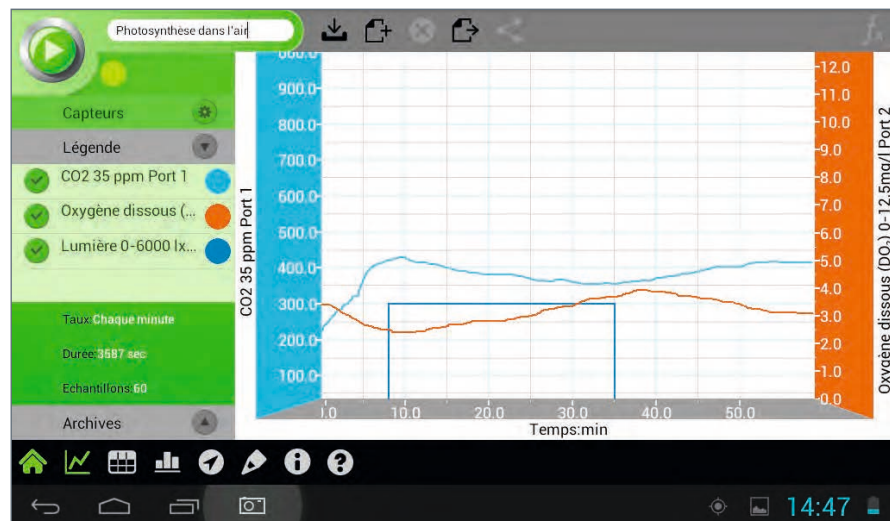 Photosynthèse dans l'air
Capteurs
Légende
CO2 35 ppm Port 1
Oxygène dissous (...
Lumière 0-6000 lx...
Taux:Chaque minute
Durée:3587 sec
Echantillons:60
Archives
CO2 35 ppm Port 1
900.0
800.0
700.0
600.0
500.0
400.0
300.0
200.0
100.0
10.0
20.0
30.0
40.0
50.0
Temps:min
12.0
11.0
10.0
9.0
8.0
7.0
6.0
5.0
4.0
3.0
2.0
1.0
0.0
Oxygène dissous (DO₂) 0-12.5mg/l Port 2
14:47